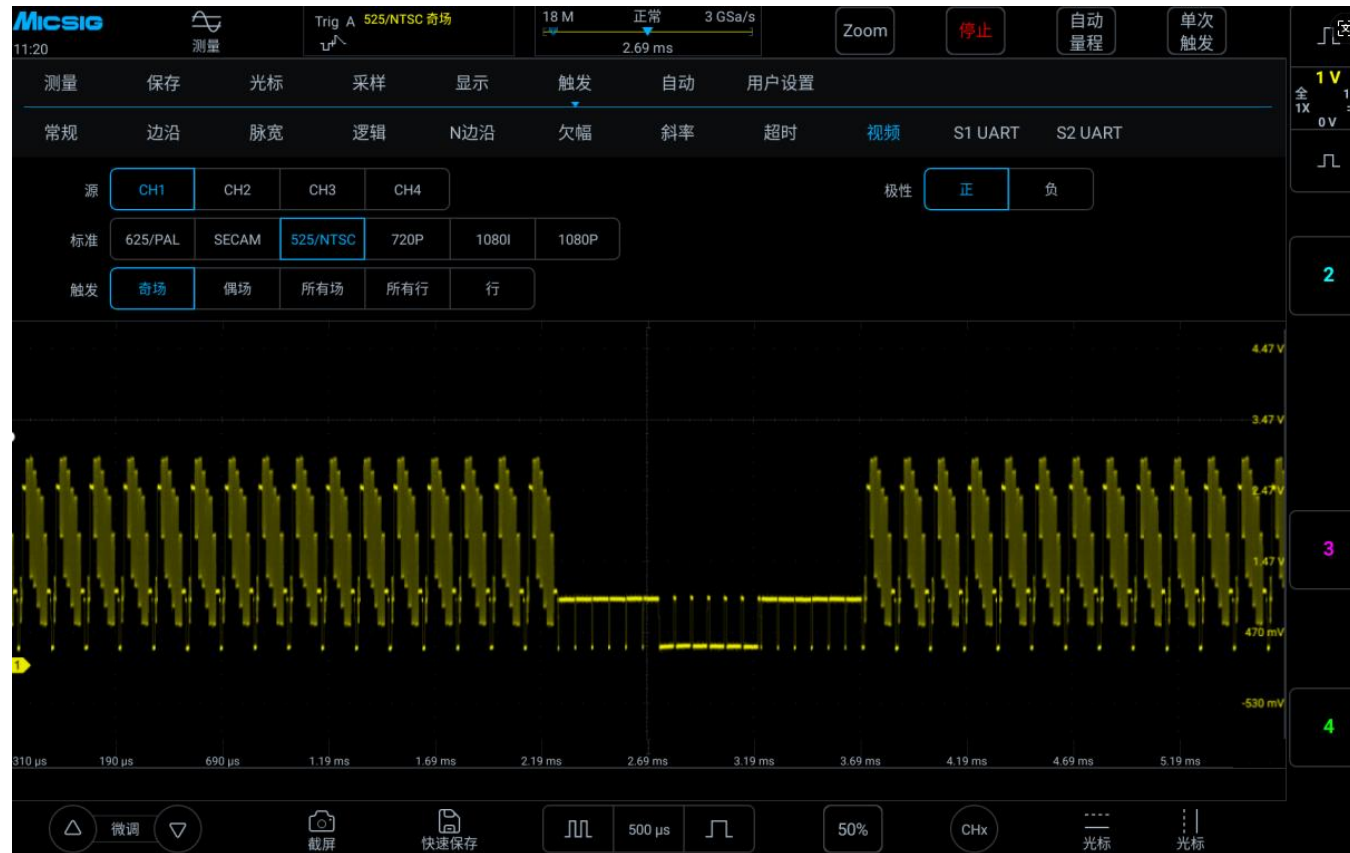 Micsig
11:20
测量
Trig A 525/NTSC 奇场
18 M 正常 3 GSa/s
2.69 ms
Zoom
停止
自动
量程
单次
触发
测量 保存 光标 采样 显示 触发 自动 用户设置
常规 边沿 脉宽 逻辑 N边沿 欠幅 斜率 超时 视频 S1 UART S2 UART
源 CH1 CH2 CH3 CH4 极性 正 负
标准 625/PAL SECAM 525/NTSC 720P 1080I 1080P
触发 奇场 偶场 所有场 所有行 行
1 V
全 1
1X
0 V
2
3
4
4.47 V
3.47 V
2.47 V
1.47 V
470 mV
-530 mV
1
310 µs 190 µs 690 µs 1.19 ms 1.69 ms 2.19 ms 2.69 ms 3.19 ms 3.69 ms 4.19 ms 4.69 ms 5.19 ms
微调
截屏
快速保存
500 µs
50%
CHx
光标
光标